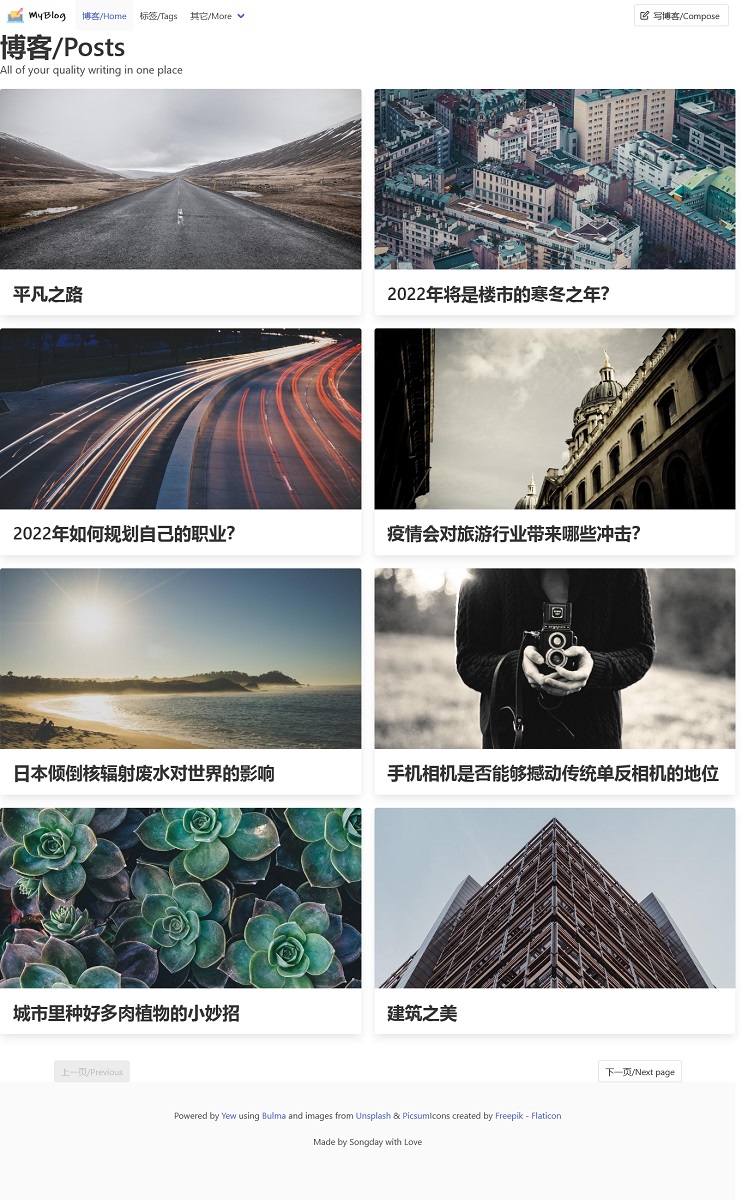 MyBlog 博客/Home 标签/Tags 其它/More 写博客/Compose
博客/Posts
All of your quality writing in one place
平凡之路
2022年将是楼市的寒冬之年？
2022年如何规划自己的职业？
疫情会对旅游行业带来哪些冲击？
日本倾倒核辐射废水对世界的影响
手机相机是否能够撼动传统单反相机的地位
城市里种好多肉植物的小妙招
建筑之美
上一页/Previous 下一页/Next page
Powered by Yew using Bulma and images from Unsplash & PicsumIcons created by Freepik - Flaticon
Made by Songday with Love